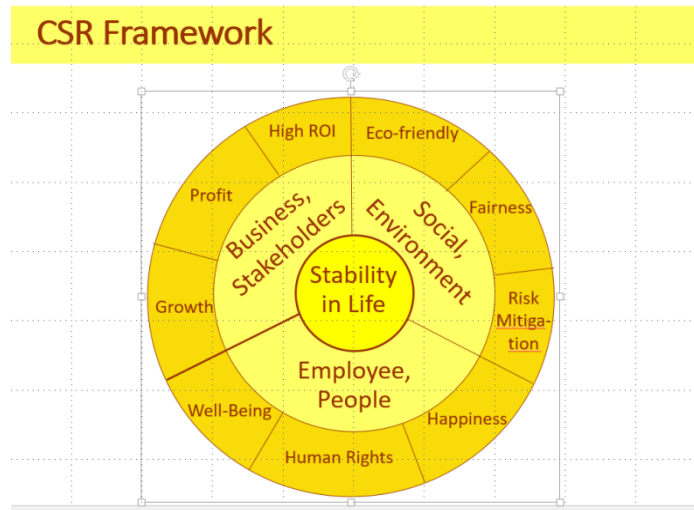 CSR Framework
High ROI
Eco-friendly
Profit
Fairness
Growth
Risk
Mitiga-
tion
Business,
Stakeholders
Social,
Environment
Stability
in Life
Employee,
People
Well-Being
Human Rights
Happiness